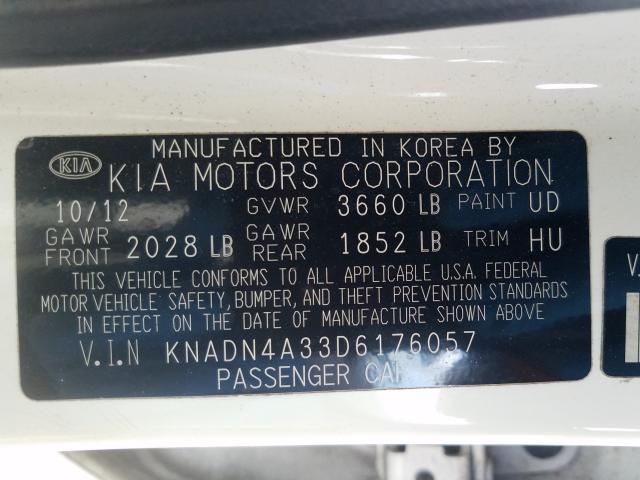 MANUFACTURED IN KOREA BY
KIA KIA MOTORS CORPORATION
10/12 GVWR 3660 LB PAINT UD
GAWR FRONT 2028 LB GAWR REAR 1852 LB TRIM HU
THIS VEHICLE CONFORMS TO ALL APPLICABLE U.S.A. FEDERAL
MOTOR VEHICLE SAFETY, BUMPER, AND THEFT PREVENTION STANDARDS
IN EFFECT ON THE DATE OF MANUFACTURE SHOWN ABOVE
V.I.N KNADN4A33D6176057
PASSENGER CAR